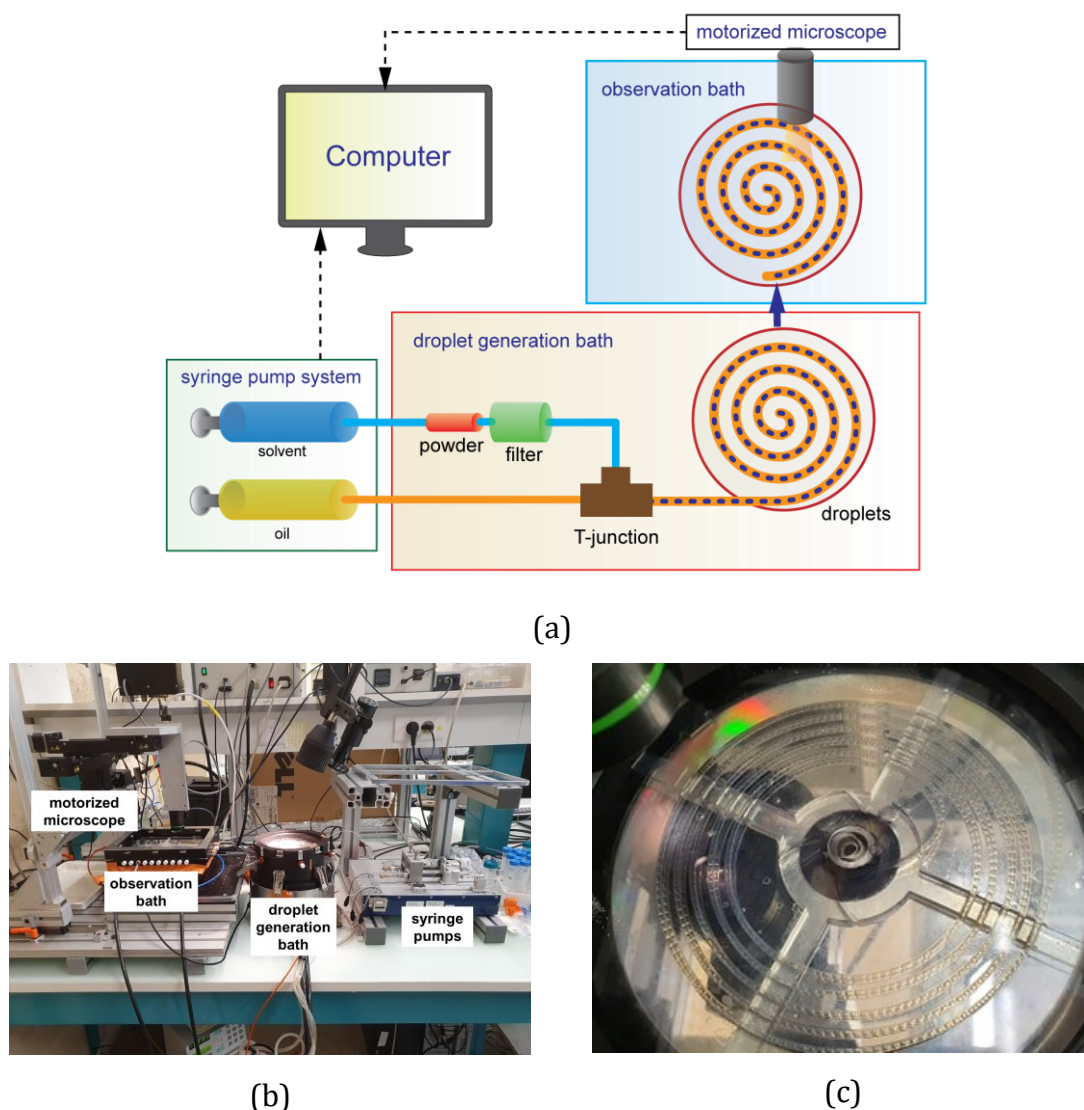 motorized microscope
observation bath
Computer
droplet generation bath
syringe pump system
solvent
powder
filter
oil
T-junction
droplets
(a)
motorized
microscope
observation
bath
droplet
generation
bath
syringe
pumps
(b)
(c)